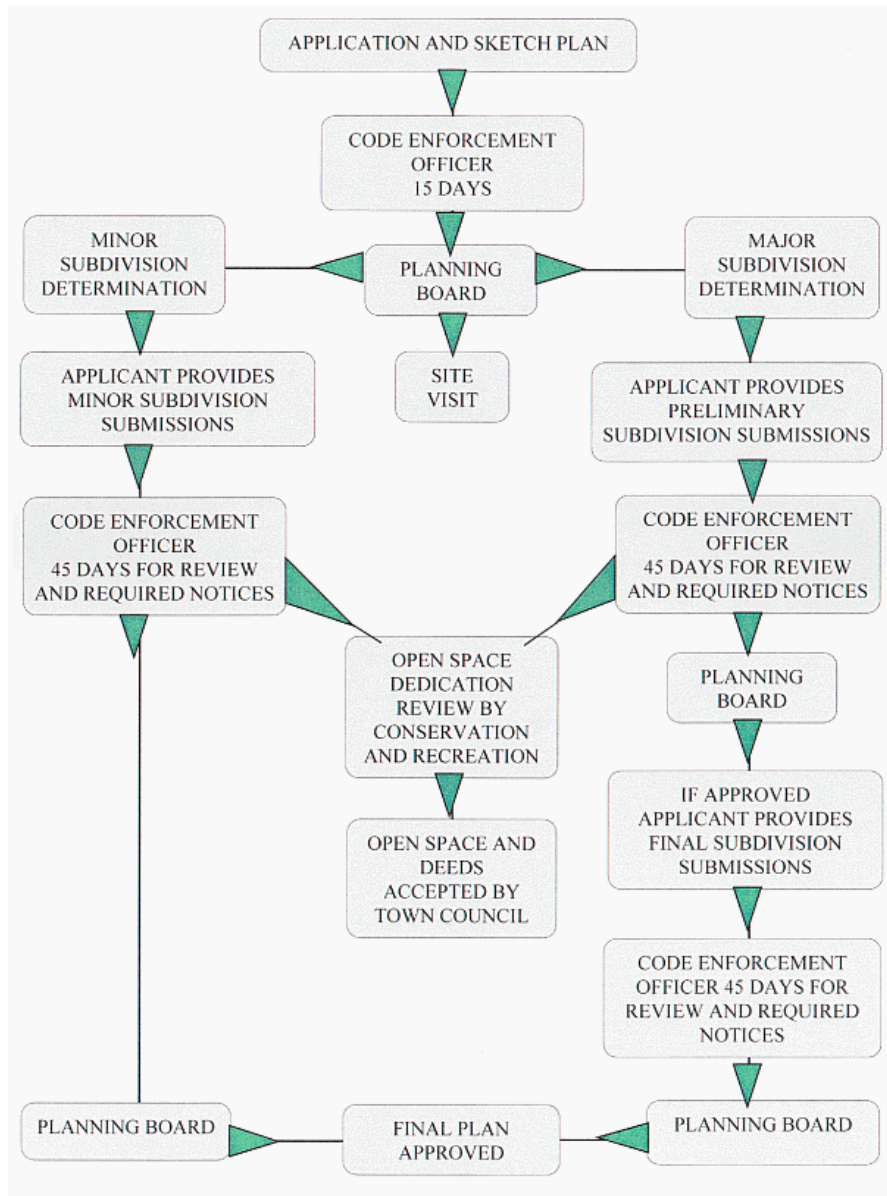 APPLICATION AND SKETCH PLAN
CODE ENFORCEMENT
OFFICER
15 DAYS
MINOR
SUBDIVISION
DETERMINATION
PLANNING
BOARD
MAJOR
SUBDIVISION
DETERMINATION
SITE
VISIT
APPLICANT PROVIDES
MINOR SUBDIVISION
SUBMISSIONS
APPLICANT PROVIDES
PRELIMINARY
SUBDIVISION SUBMISSIONS
CODE ENFORCEMENT
OFFICER
45 DAYS FOR REVIEW
AND REQUIRED NOTICES
CODE ENFORCEMENT
OFFICER
45 DAYS FOR REVIEW
AND REQUIRED NOTICES
OPEN SPACE
DEDICATION
REVIEW BY
CONSERVATION
AND RECREATION
PLANNING
BOARD
OPEN SPACE AND
DEEDS
ACCEPTED BY
TOWN COUNCIL
IF APPROVED
APPLICANT PROVIDES
FINAL SUBDIVISION
SUBMISSIONS
CODE ENFORCEMENT
OFFICER 45 DAYS FOR
REVIEW AND REQUIRED
NOTICES
PLANNING BOARD
FINAL PLAN
APPROVED
PLANNING BOARD